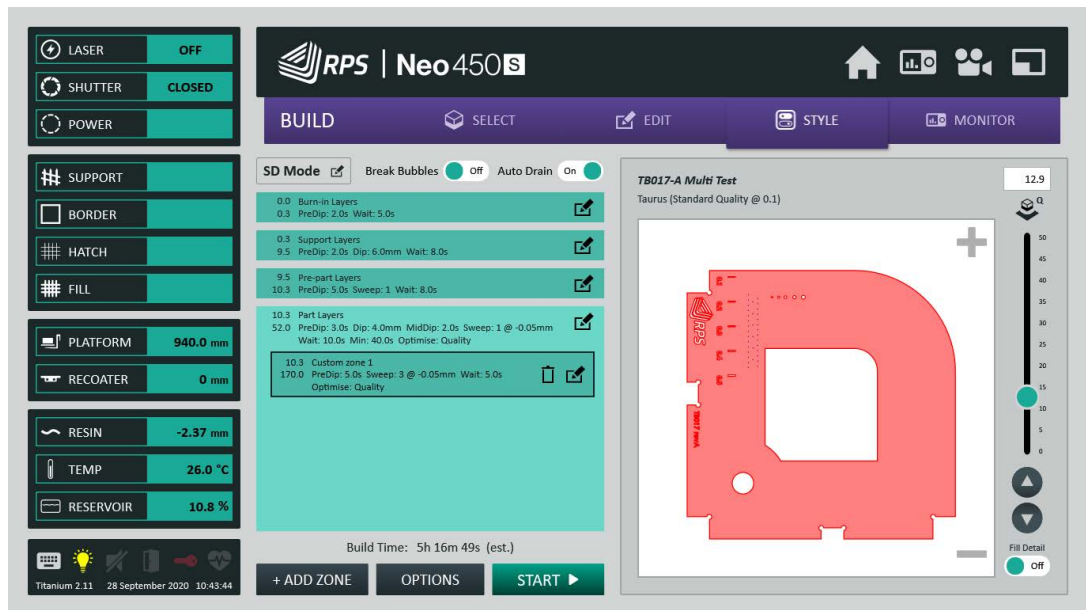 LASER OFF
SHUTTER CLOSED
POWER
SUPPORT
BORDER
HATCH
FILL
PLATFORM 940.0 mm
RECOATER 0 mm
RESIN -2.37 mm
TEMP 26.0 °C
RESERVOIR 10.8 %
Titanium 2.11 28 September 2020 10:43:44
RPS | Neo450S
BUILD SELECT EDIT STYLE MONITOR
SD Mode Break Bubbles Off Auto Drain On
0.0 Burn-in Layers
0.3 PreDip: 2.0s Wait: 5.0s
0.3 Support Layers
9.5 PreDip: 2.0s Dip: 6.0mm Wait: 8.0s
9.5 Pre-part Layers
10.3 PreDip: 5.0s Sweep: 1 Wait: 8.0s
10.3 Part Layers
52.0 PreDip: 3.0s Dip: 4.0mm MidDip: 2.0s Sweep: 1 @ -0.05mm
Wait: 10.0s Min: 40.0s Optimise: Quality
10.3 Custom zone 1
170.0 PreDip: 5.0s Sweep: 3 @ -0.05mm Wait: 5.0s
Optimise: Quality
Build Time: 5h 16m 49s (est.)
+ ADD ZONE OPTIONS START
TB017-A Multi Test
Taurus (Standard Quality @ 0.1)
RPS
TB017 revA
12.9
Q
50
45
40
35
30
25
20
15
10
5
0
Fill Detail
Off